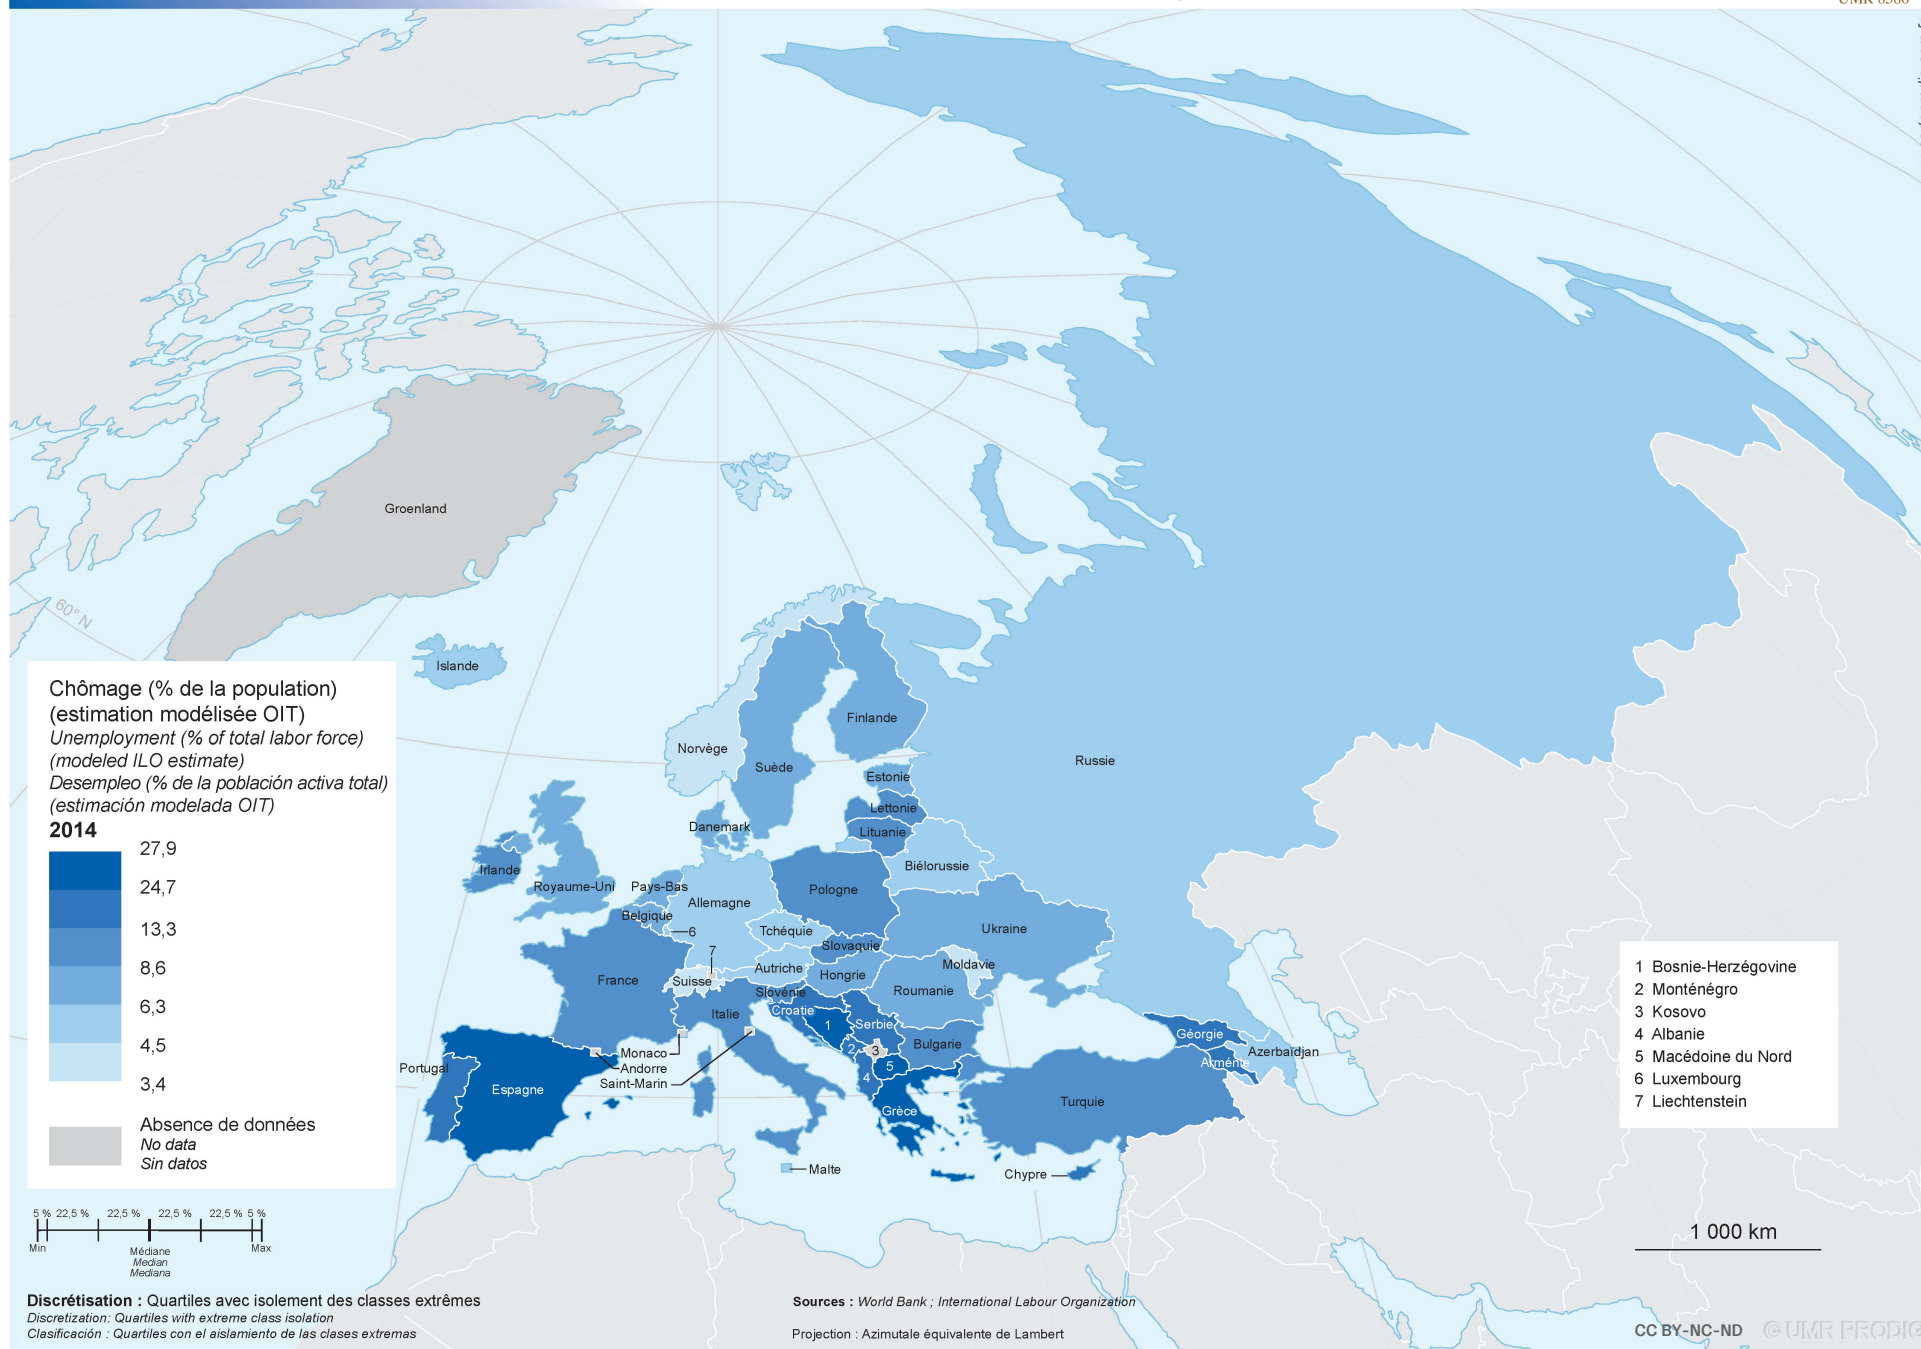 Groenland
60° N
Islande
Norvège
Suède
Finlande
Russie
Estonie
Lettonie
Lituanie
Danemark
Biélorussie
Irlande
Royaume-Uni
Pays-Bas
Allemagne
Pologne
Belgique
6
Tchéquie
Ukraine
7
Slovaquie
Autriche
Hongrie
Moldavie
France
Suisse
Slovénie
Roumanie
Italie
Croatie
1
Serbie
Géorgie
Bulgarie
2
3
Azerbaïdjan
Monaco
Arménie
Portugal
Andorre
5
Saint-Marin
4
Espagne
Turquie
Grèce
Malte
Chypre
Chômage (% de la population)
(estimation modélisée OIT)
Unemployment (% of total labor force)
(modeled ILO estimate)
Desempleo (% de la población activa total)
(estimación modelada OIT)
2014
27,9
24,7
13,3
8,6
6,3
4,5
3,4
Absence de données
No data
Sin datos
1 Bosnie-Herzégovine
2 Monténégro
3 Kosovo
4 Albanie
5 Macédoine du Nord
6 Luxembourg
7 Liechtenstein
5 % 22,5 % 22,5 % 22,5 % 22,5 % 5 %
Min Max
Médiane
Median
Mediana
1 000 km
Discrétisation : Quartiles avec isolement des classes extrêmes
Discretization: Quartiles with extreme class isolation
Clasificación : Quartiles con el aislamiento de las clases extremas
Sources : World Bank ; International Labour Organization
Projection : Azimutale équivalente de Lambert
CC BY-NC-ND © UMR PRODIG